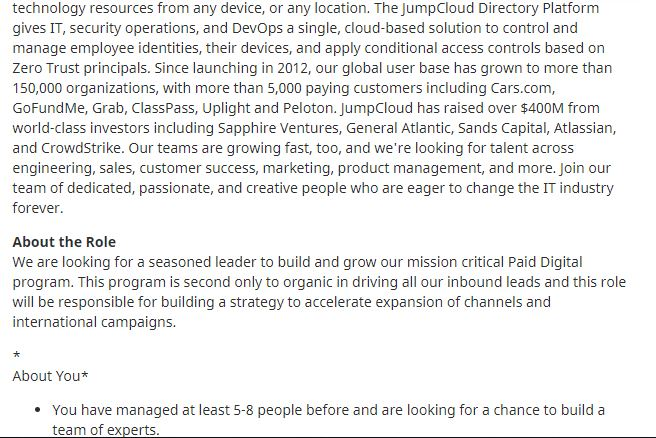 technology resources from any device, or any location. The JumpCloud Directory Platform
gives IT, security operations, and DevOps a single, cloud-based solution to control and
manage employee identities, their devices, and apply conditional access controls based on
Zero Trust principals. Since launching in 2012, our global user base has grown to more than
150,000 organizations, with more than 5,000 paying customers including Cars.com,
GoFundMe, Grab, ClassPass, Uplight and Peloton. JumpCloud has raised over $400M from
world-class investors including Sapphire Ventures, General Atlantic, Sands Capital, Atlassian,
and CrowdStrike. Our teams are growing fast, too, and we're looking for talent across
engineering, sales, customer success, marketing, product management, and more. Join our
team of dedicated, passionate, and creative people who are eager to change the IT industry
forever.
About the Role
We are looking for a seasoned leader to build and grow our mission critical Paid Digital
program. This program is second only to organic in driving all our inbound leads and this role
will be responsible for building a strategy to accelerate expansion of channels and
international campaigns.
*
About You*
• You have managed at least 5-8 people before and are looking for a chance to build a
team of experts.